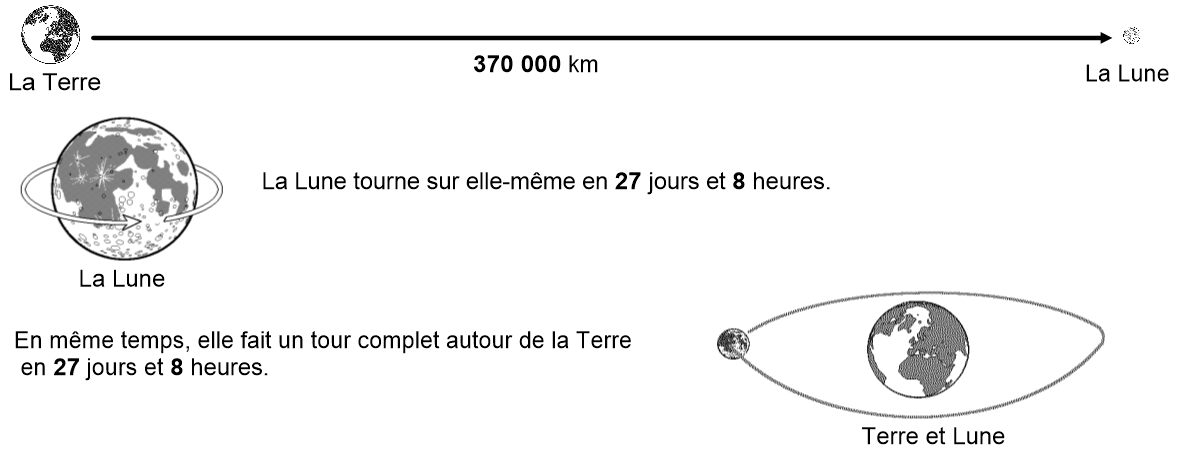 370 000 km
La Terre
La Lune
La Lune tourne sur elle-même en 27 jours et 8 heures.
La Lune
En même temps, elle fait un tour complet autour de la Terre
en 27 jours et 8 heures.
Terre et Lune